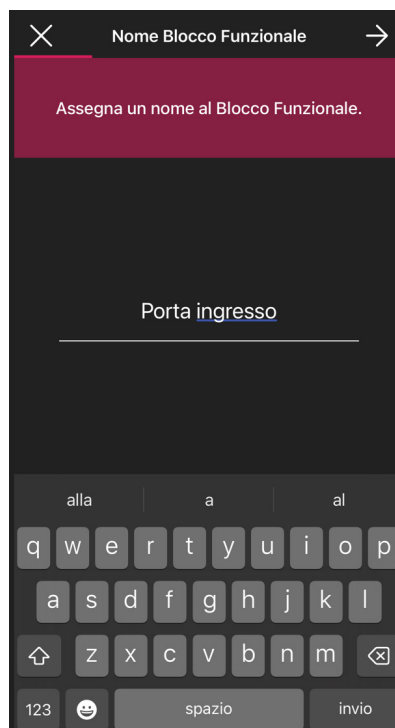 Nome Blocco Funzionale
Assegna un nome al Blocco Funzionale.
Porta ingresso
alla a al
q w e r t y u i o p
a s d f g h j k l
z x c v b n m
123 spazio invio